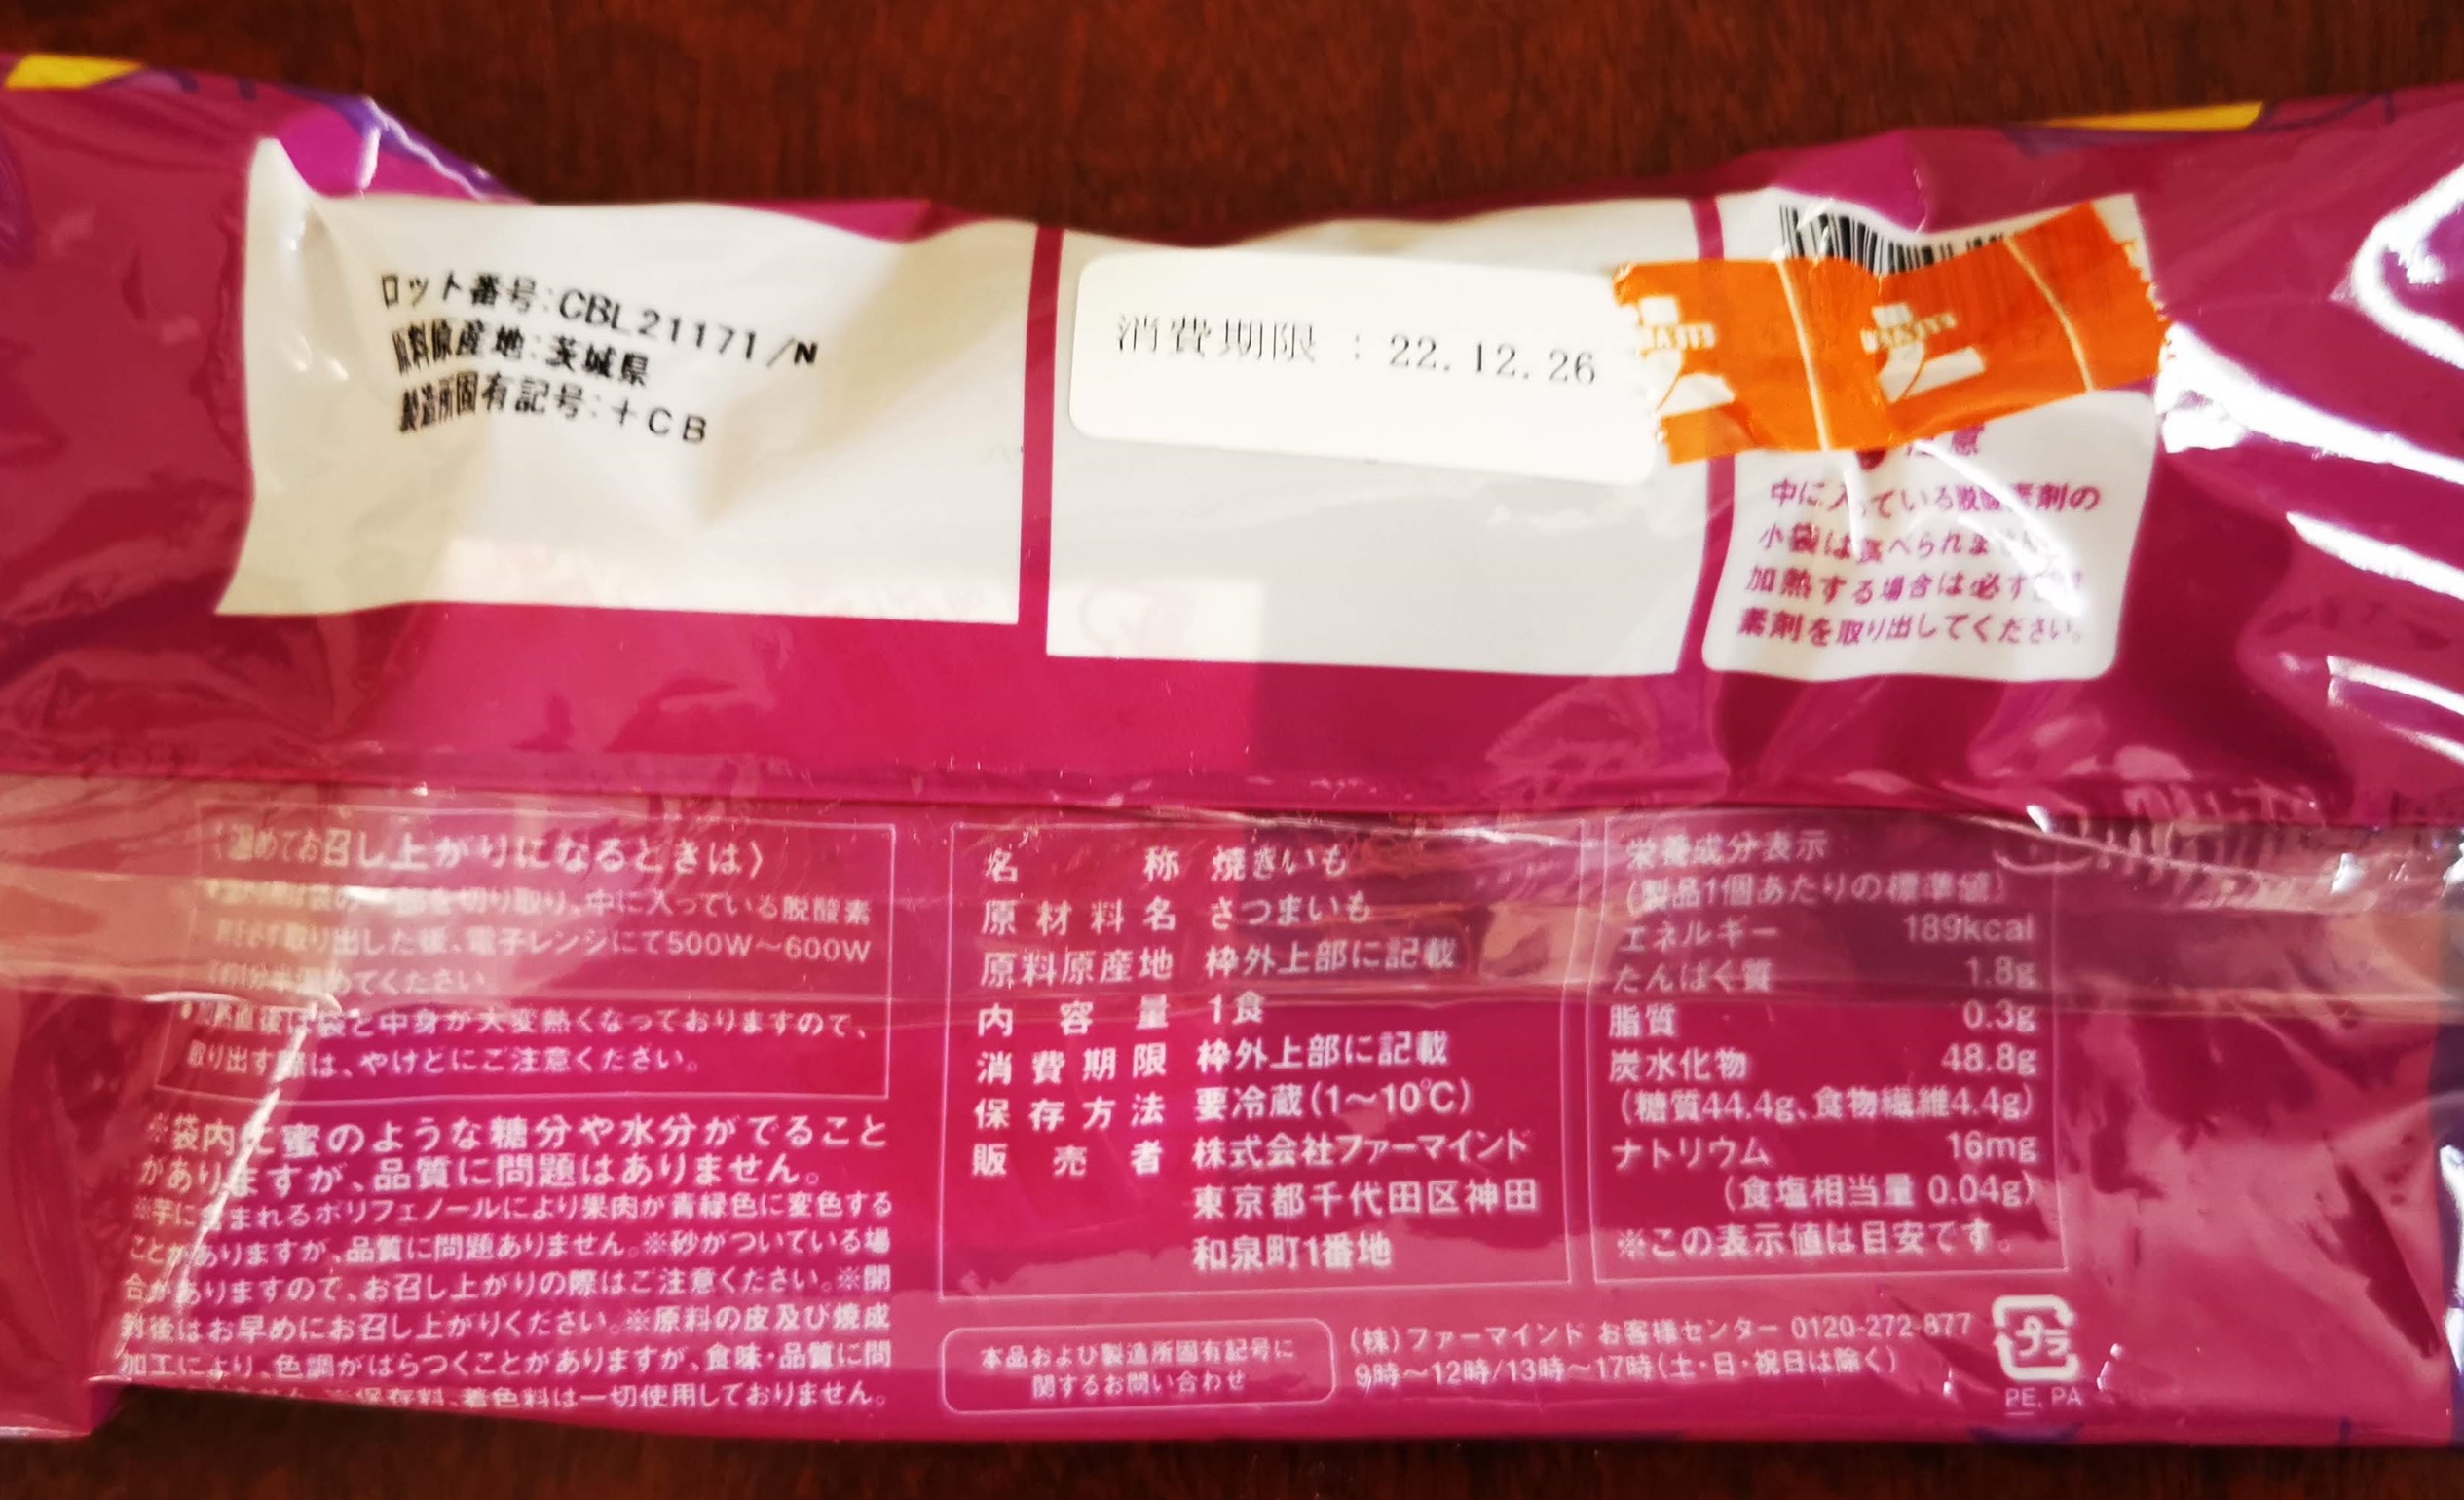 ロット番号:CBL21171/N
原料原産地:茨城県
製造所固有記号:+CB
消費期限 : 22.12.26
注意
中に入っている脱酸素剤の
小袋は食べられません
加熱する場合は必ず
素剤を取り出してください。
〈温めてお召し上がりになるときは〉
を切り取り、中に入っている脱酸素
取り出した後、電子レンジにて500W〜600W
めてください
直後は袋と中身が大変熱くなっておりますので、
取り出す際は、やけどにご注意ください。
※袋内に蜜のような糖分や水分がでること
がありますが、品質に問題はありません。
※芋に含まれるポリフェノールにより果肉が青緑色に変色する
ことがありますが、品質に問題ありません。※砂がついている場
合がありますので、お召し上がりの際はご注意ください。※開
封後はお早めにお召し上がりください。※原料の皮及び焼成
加工により、色調がばらつくことがありますが、食味・品質に問
保存料、着色料は一切使用しておりません。
名称 焼きいも
原材料名 さつまいも
原料原産地 枠外上部に記載
内容量 1食
消費期限 枠外上部に記載
保存方法 要冷蔵(1〜10℃)
販売者 株式会社ファーマインド
東京都千代田区神田
和泉町1番地
栄養成分表示
(製品1個あたりの標準値)
エネルギー 189kcal
たんぱく質 1.8g
脂質 0.3g
炭水化物 48.8g
(糖質44.4g、食物繊維4.4g)
ナトリウム 16mg
(食塩相当量 0.04g)
※この表示値は目安です。
本品および製造所固有記号に
関するお問い合わせ
(株)ファーマインド お客様センター 0120-272-877
9時〜12時/13時〜17時(土・日・祝日は除く)
プラ
PE, PA